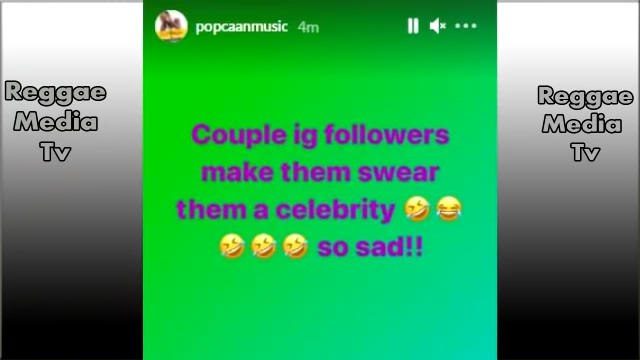 popcaanmusic 4m
Reggae
Media
Tv
Couple ig followers
make them swear
them a celebrity 🤣😂
🤣🤣🤣 so sad!!
Reggae
Media
Tv